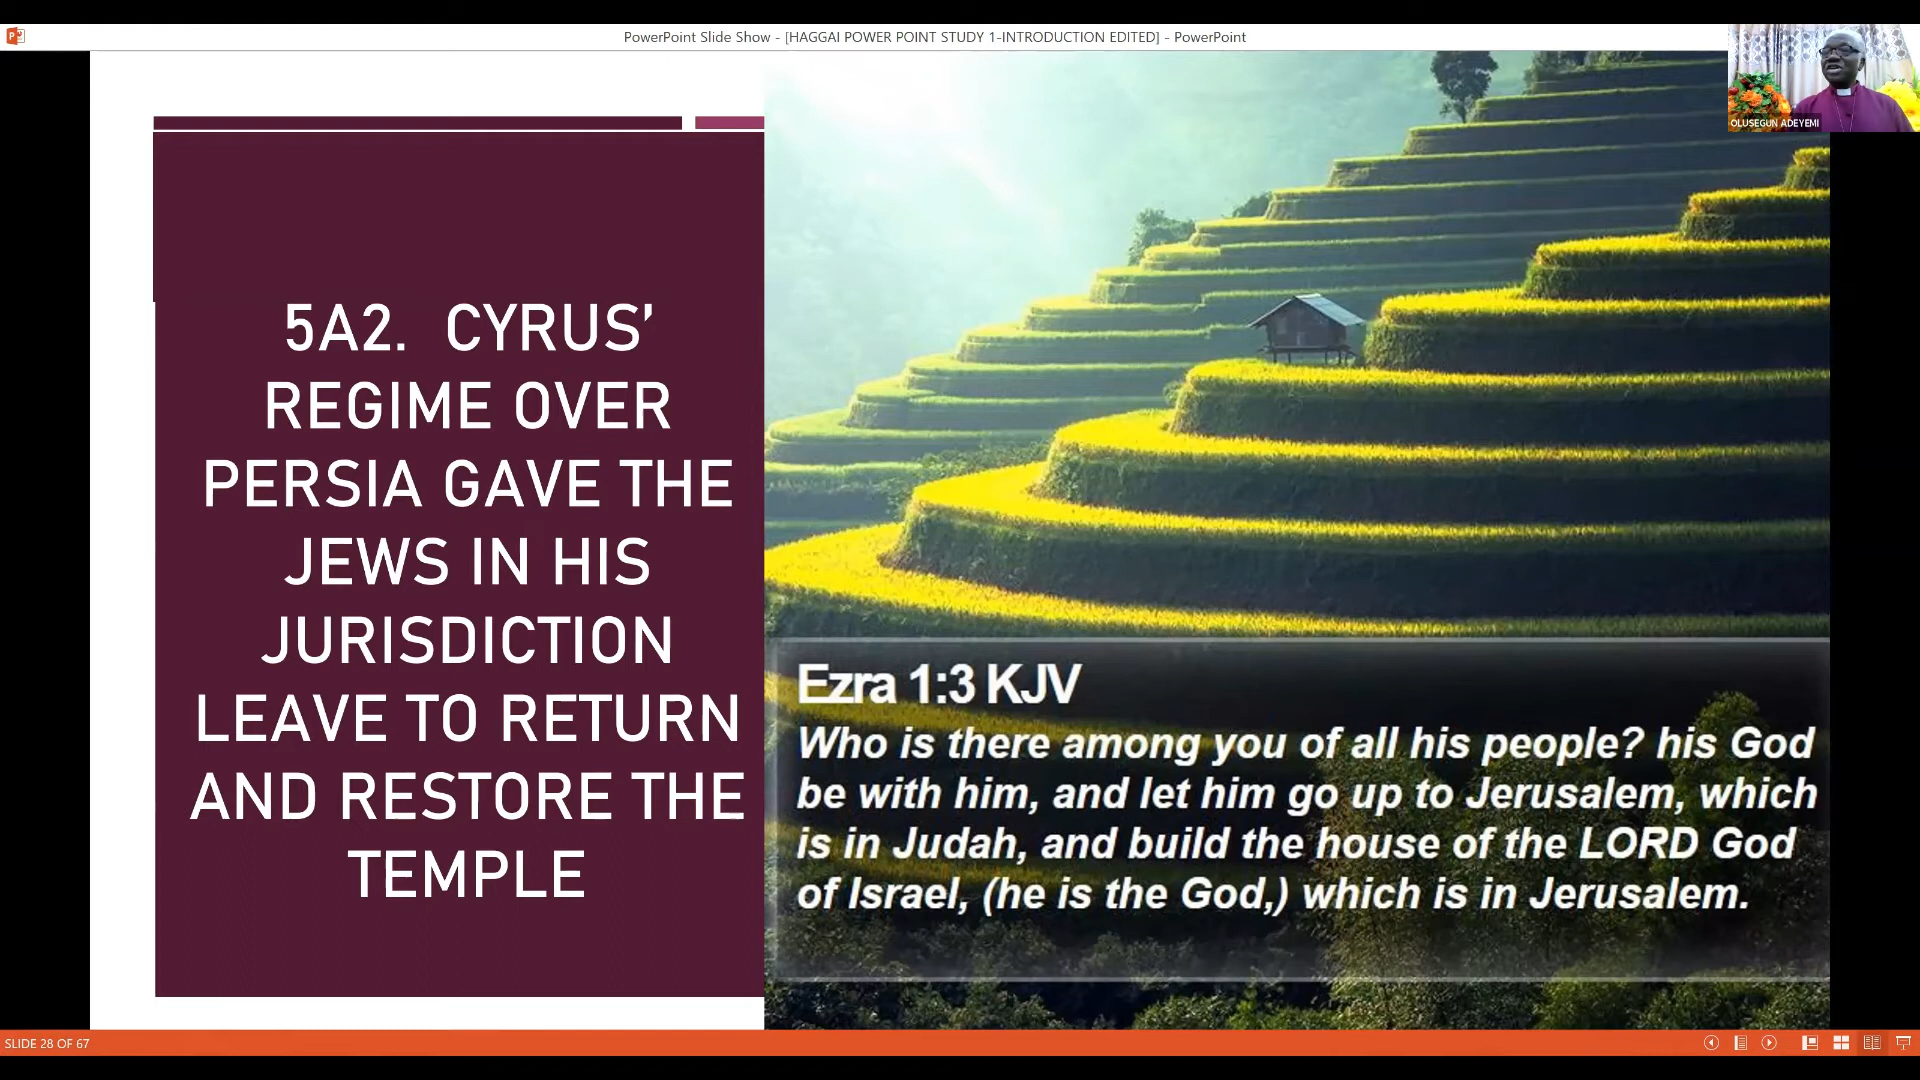 PowerPoint Slide Show - [HAGGAI POWER POINT STUDY 1-INTRODUCTION EDITED] - PowerPoint
OLUSEGUN ADEYEMI
5A2. CYRUS’
REGIME OVER
PERSIA GAVE THE
JEWS IN HIS
JURISDICTION
LEAVE TO RETURN
AND RESTORE THE
TEMPLE
Ezra 1:3 KJV
Who is there among you of all his people? his God
be with him, and let him go up to Jerusalem, which
is in Judah, and build the house of the LORD God
of Israel, (he is the God,) which is in Jerusalem.
SLIDE 28 OF 67